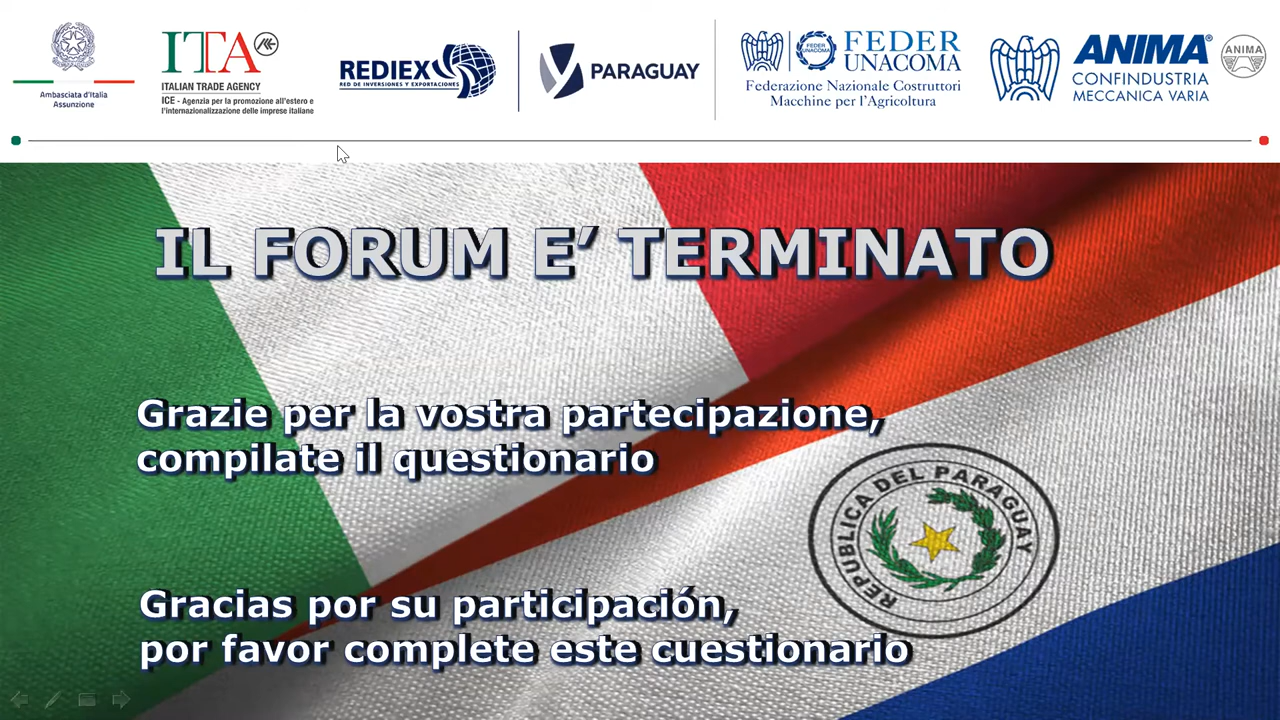 Ambasciata d'Italia
Assunzione
ITA
ITALIAN TRADE AGENCY
ICE - Agenzia per la promozione all'estero e
l'internazionalizzazione delle imprese italiane
REDIEX
RED DE INVERSIONES Y EXPORTACIONES
PARAGUAY
FEDER
UNACOMA
FEDER
UNACOMA
Federazione Nazionale Costruttori
Macchine per l'Agricoltura
ANIMA®
CONFINDUSTRIA
MECCANICA VARIA
ANIMA
IL FORUM E’ TERMINATO
Grazie per la vostra partecipazione,
compilate il questionario
REPUBLICA DEL PARAGUAY
Gracias por su participación,
por favor complete este cuestionario